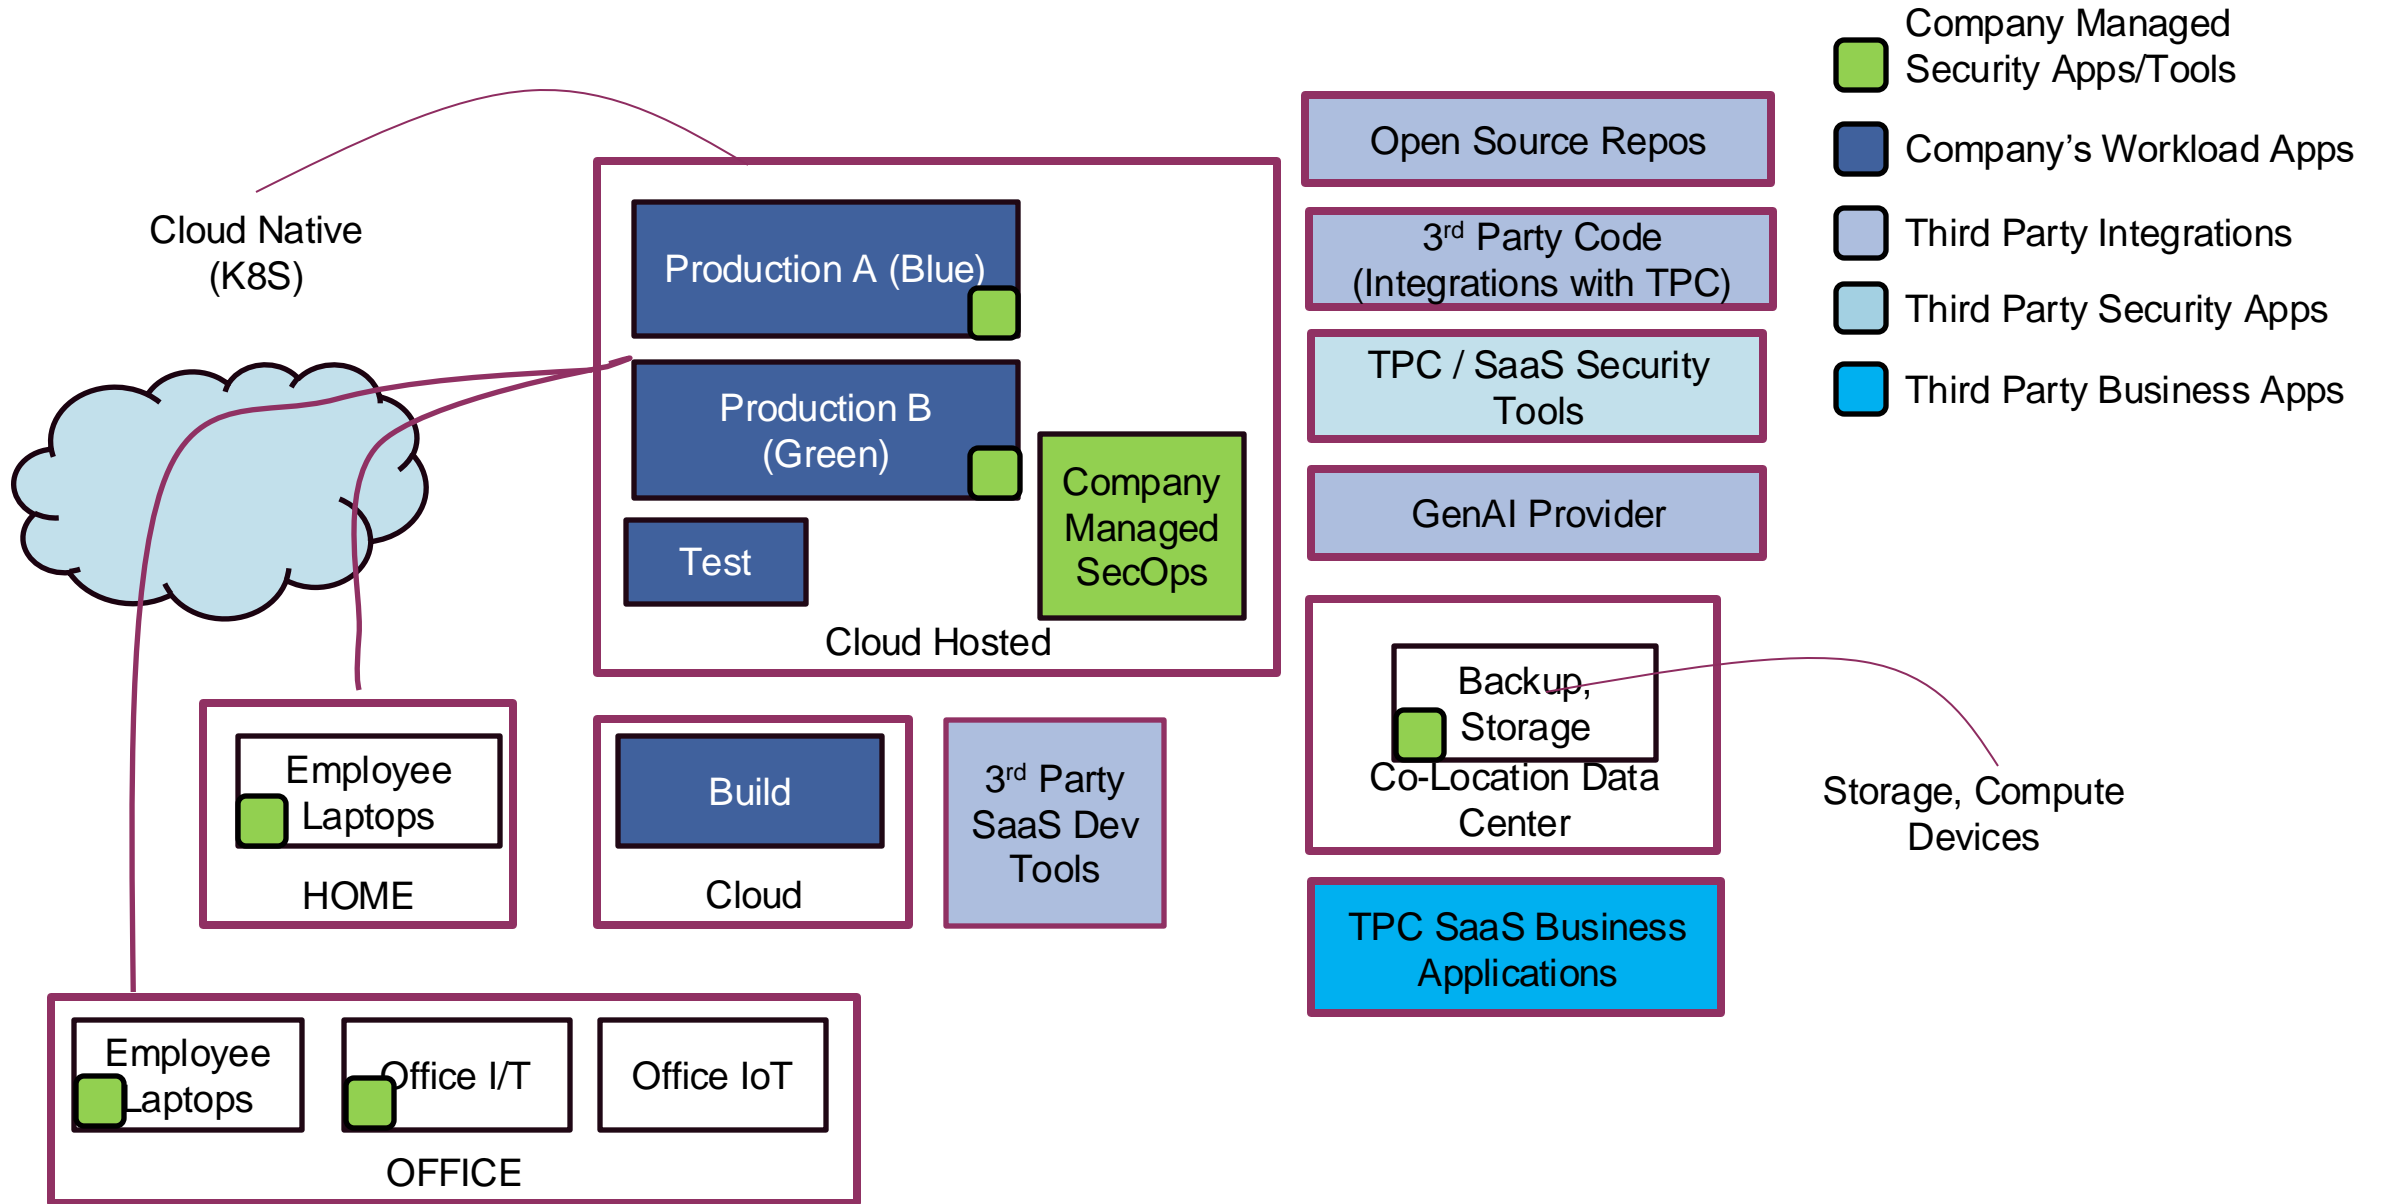 Company Managed
Security Apps/Tools
Company’s Workload Apps
Third Party Integrations
Third Party Security Apps
Third Party Business Apps
Cloud Native
(K8S)
Production A (Blue)
Production B
(Green)
Test
Company
Managed
SecOps
Cloud Hosted
Open Source Repos
3rd Party Code
(Integrations with TPC)
TPC / SaaS Security
Tools
GenAI Provider
Backup,
Storage
Co-Location Data
Center
Storage, Compute
Devices
TPC SaaS Business
Applications
Employee
Laptops
HOME
Build
Cloud
3rd Party
SaaS Dev
Tools
Employee
Laptops
Office I/T
Office IoT
OFFICE